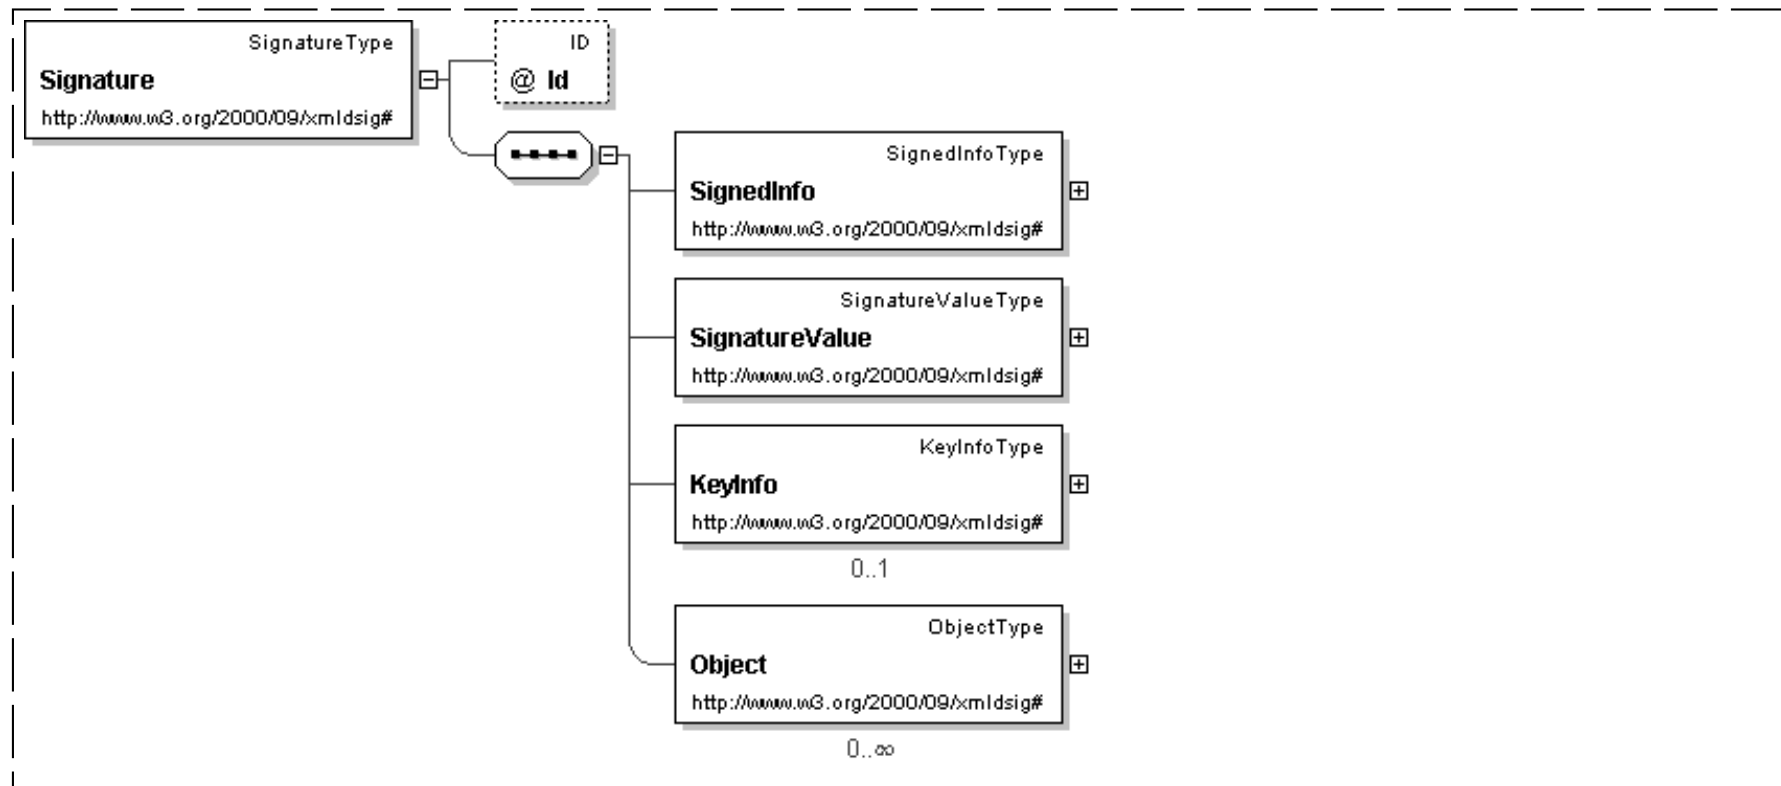 SignatureType
Signature
http://www.w3.org/2000/09/xmldsig#
ID
@ Id
SignedInfoType
SignedInfo
http://www.w3.org/2000/09/xmldsig#
SignatureValueType
SignatureValue
http://www.w3.org/2000/09/xmldsig#
KeyInfoType
KeyInfo
http://www.w3.org/2000/09/xmldsig#
0..1
ObjectType
Object
http://www.w3.org/2000/09/xmldsig#
0..∞